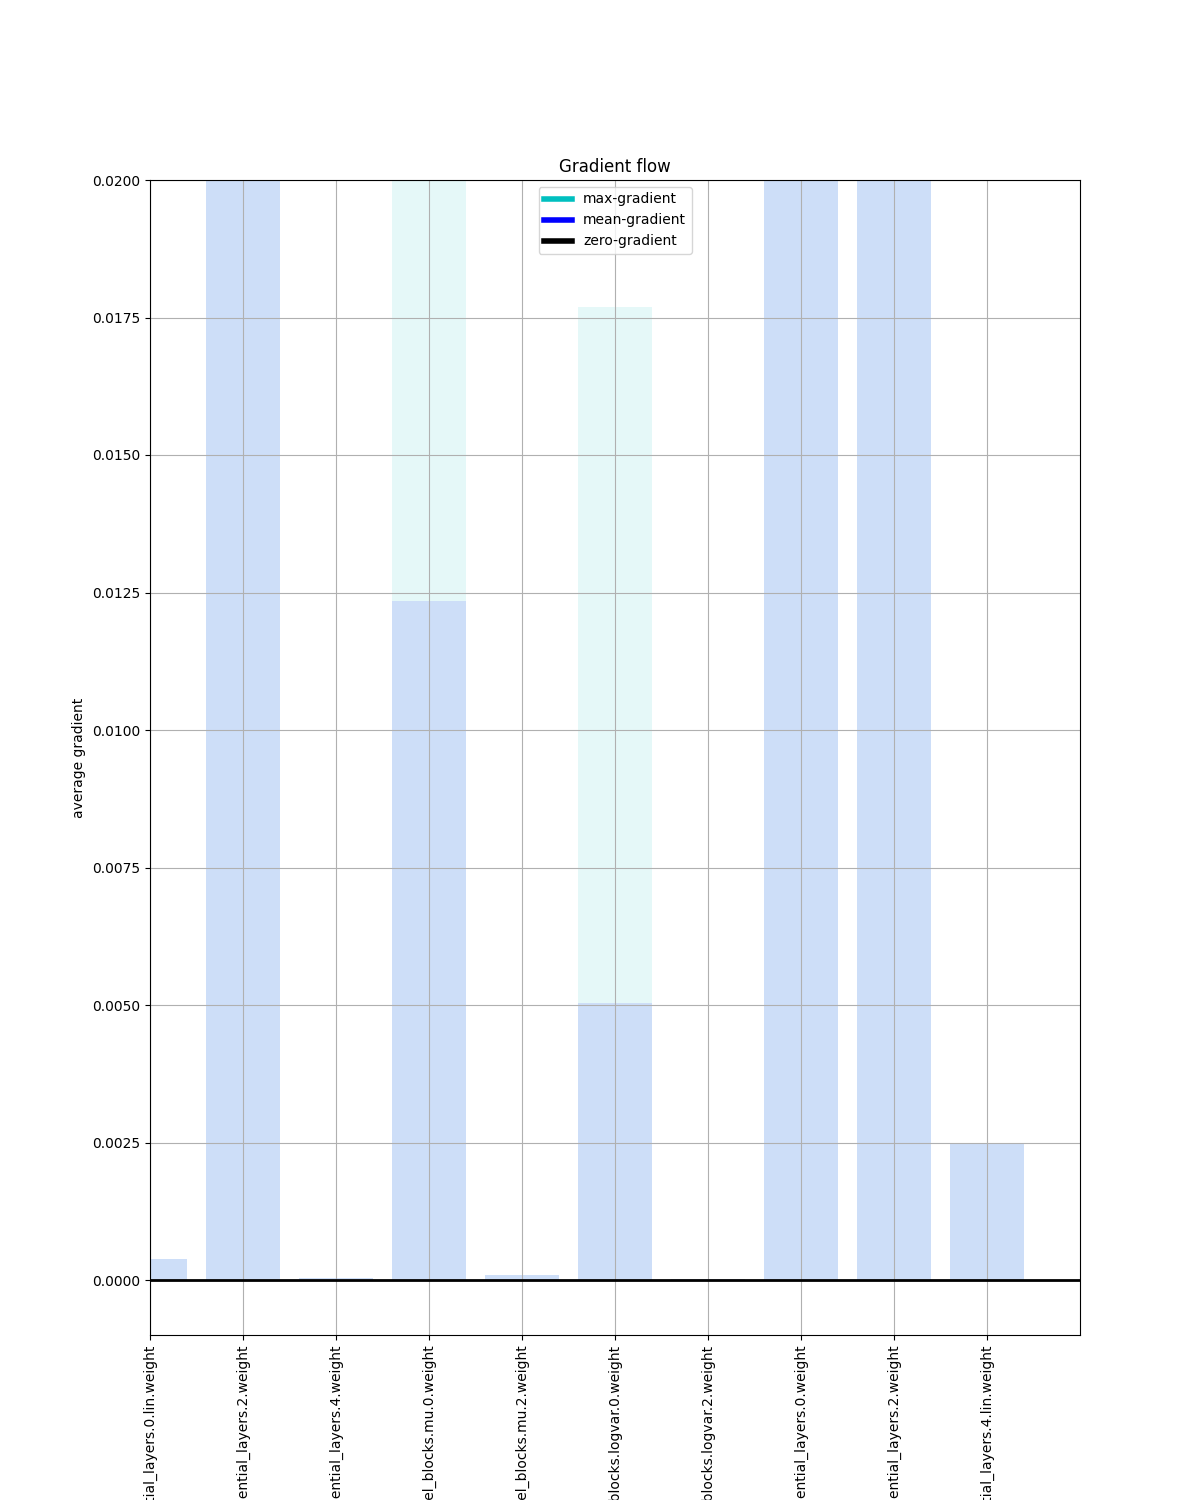 Gradient flow
max-gradient
mean-gradient
zero-gradient
0.0200
0.0175
0.0150
0.0125
0.0100
0.0075
0.0050
0.0025
0.0000
average gradient
tial_layers.0.lin.weight
ential_layers.2.weight
ential_layers.4.weight
el_blocks.mu.0.weight
el_blocks.mu.2.weight
blocks.logvar.0.weight
blocks.logvar.2.weight
ential_layers.0.weight
ential_layers.2.weight
tial_layers.4.lin.weight